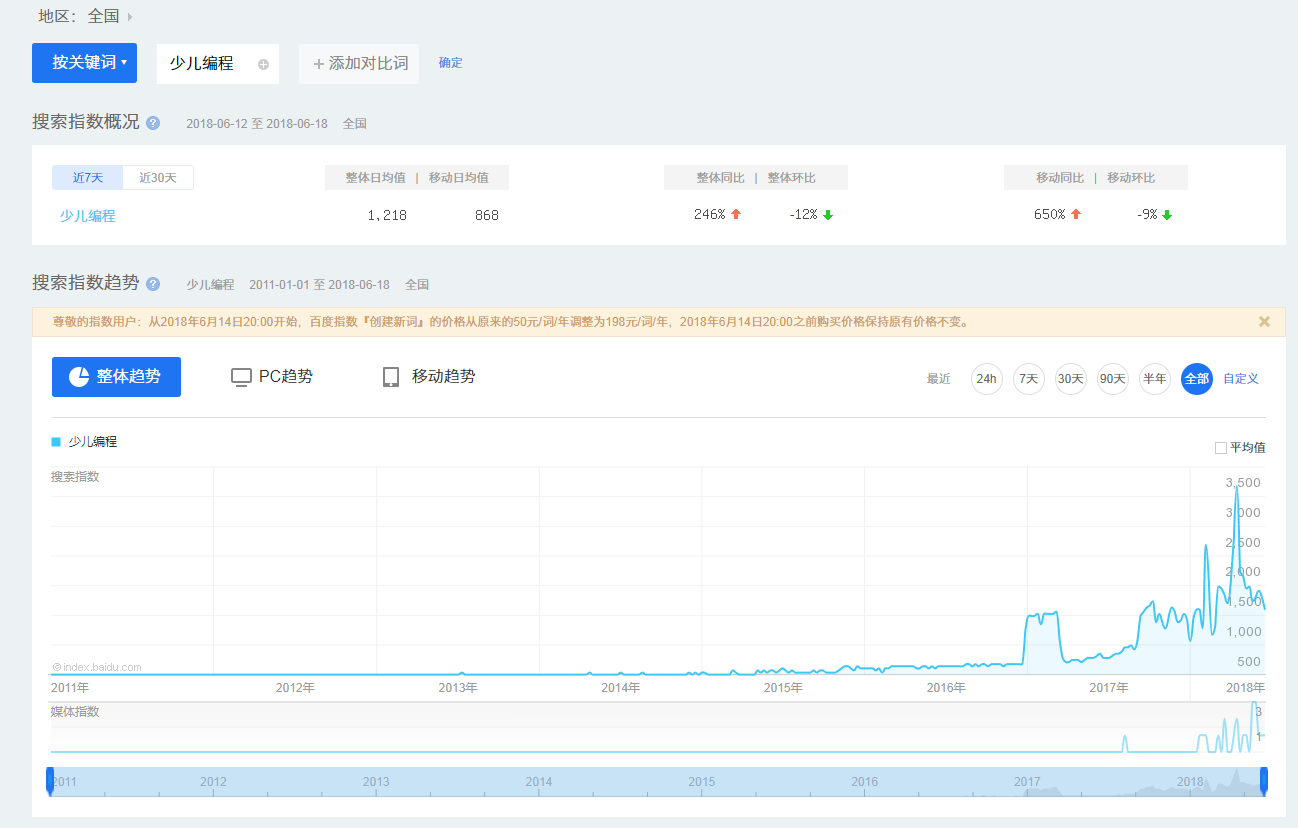 地区： 全国
按关键词 少儿编程 +添加对比词 确定
搜索指数概况 ? 2018-06-12 至 2018-06-18 全国
近7天 近30天 整体日均值 | 移动日均值 整体同比 | 整体环比 移动同比 | 移动环比
少儿编程 1,218 868 246% -12% 650% -9%
搜索指数趋势 ? 少儿编程 2011-01-01 至 2018-06-18 全国
尊敬的指数用户：从2018年6月14日20:00开始，百度指数『创建新词』的价格从原来的50元/词/年调整为198元/词/年，2018年6月14日20:00之前购买价格保持原有价格不变。
整体趋势 PC趋势 移动趋势 最近 24h 7天 30天 90天 半年 全部 自定义
少儿编程
平均值
搜索指数
3,500
3,000
2,500
2,000
1,500
1,000
500
©index.baidu.com
2011年 2012年 2013年 2014年 2015年 2016年 2017年 2018年
媒体指数
3
1
2011 2012 2013 2014 2015 2016 2017 2018